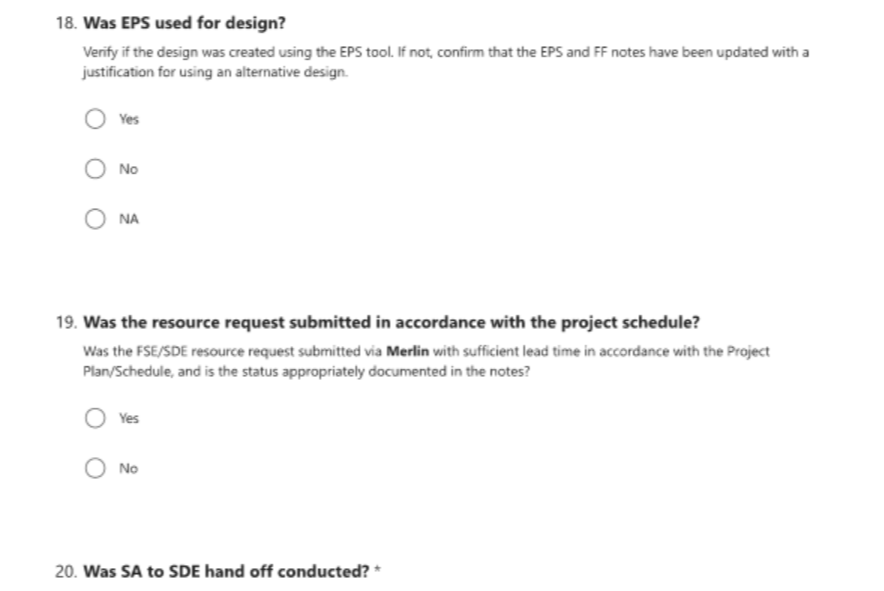 18. Was EPS used for design?
Verify if the design was created using the EPS tool. If not, confirm that the EPS and FF notes have been updated with a
justification for using an alternative design.
Yes
No
NA
19. Was the resource request submitted in accordance with the project schedule?
Was the FSE/SDE resource request submitted via Merlin with sufficient lead time in accordance with the Project
Plan/Schedule, and is the status appropriately documented in the notes?
Yes
No
20. Was SA to SDE hand off conducted? *